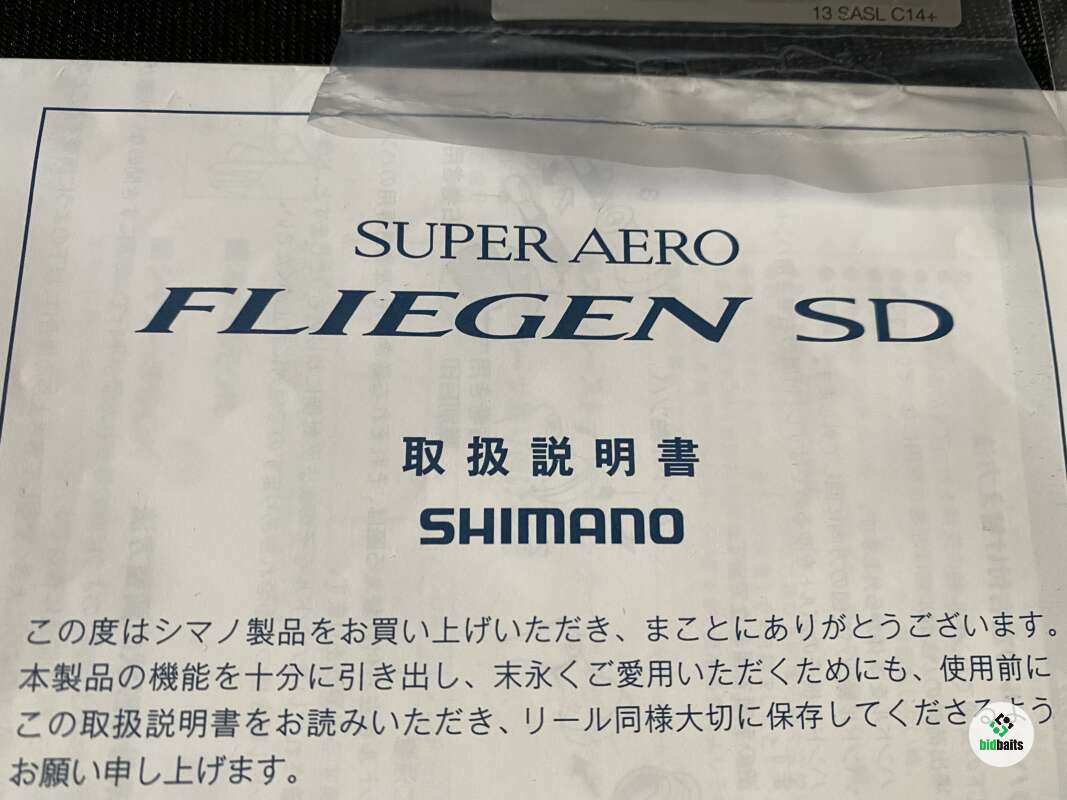 13 SASL C14+
SUPER AERO
FLIEGEN SD
取扱説明書
SHIMANO
この度はシマノ製品をお買い上げいただき、まことにありがとうございます。
本製品の機能を十分に引き出し、末永くご愛用いただくためにも、使用前に
この取扱説明書をお読みいただき、リール同様大切に保存してくださるよう
お願い申し上げます。
bidbaits